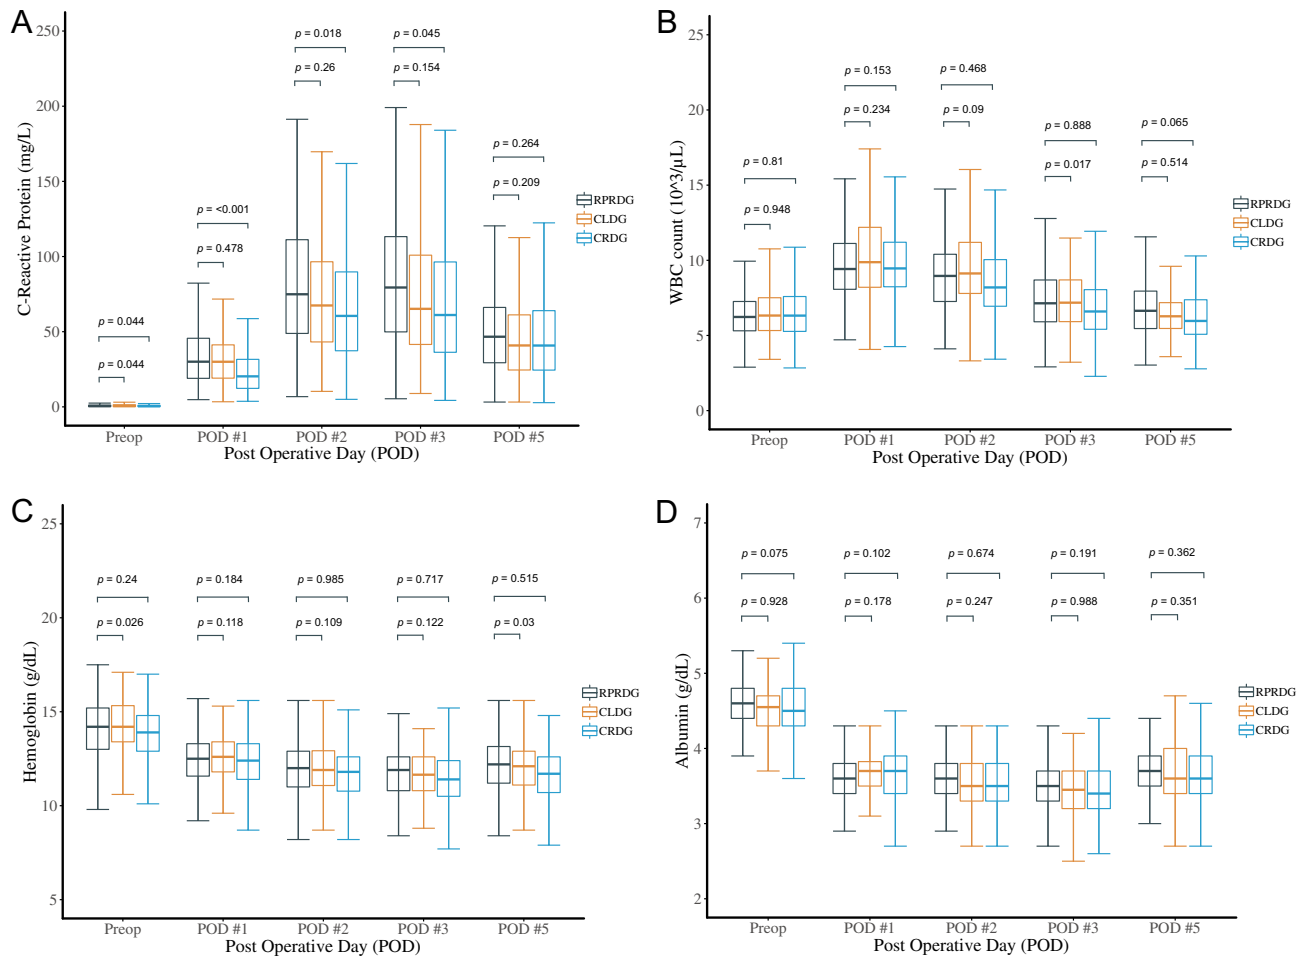 A
250
200
150
100
50
0
C-Reactive Protein (mg/L)
p = 0.044
p = 0.044
p = <0.001
p = 0.478
p = 0.018
p = 0.26
p = 0.045
p = 0.154
p = 0.264
p = 0.209
RPRDG
CLDG
CRDG
Preop POD #1 POD #2 POD #3 POD #5
Post Operative Day (POD)
B
25
20
15
10
5
0
WBC count (10^3/µL)
p = 0.81
p = 0.948
p = 0.153
p = 0.234
p = 0.468
p = 0.09
p = 0.888
p = 0.017
p = 0.065
p = 0.514
RPRDG
CLDG
CRDG
Preop POD #1 POD #2 POD #3 POD #5
Post Operative Day (POD)
C
25
20
15
10
5
Hemoglobin (g/dL)
p = 0.24
p = 0.026
p = 0.184
p = 0.118
p = 0.985
p = 0.109
p = 0.717
p = 0.122
p = 0.515
p = 0.03
RPRDG
CLDG
CRDG
Preop POD #1 POD #2 POD #3 POD #5
Post Operative Day (POD)
D
7
6
5
4
3
2
Albumin (g/dL)
p = 0.075
p = 0.928
p = 0.102
p = 0.178
p = 0.674
p = 0.247
p = 0.191
p = 0.988
p = 0.362
p = 0.351
RPRDG
CLDG
CRDG
Preop POD #1 POD #2 POD #3 POD #5
Post Operative Day (POD)